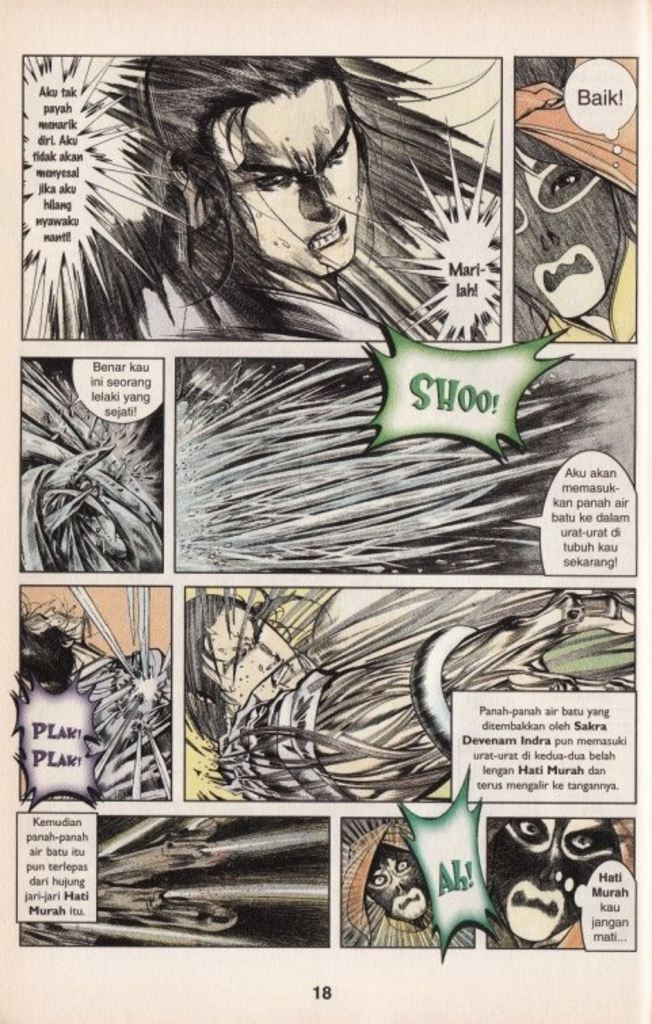 Aku tak
payah
menarik
diri. Aku
tidak akan
menyesal
jika aku
hilang
nyawaku
nanti!
Mari-
lah!
Baik!
Benar kau
ini seorang
lelaki yang
sejati!
SHOO!
Aku akan
memasuk-
kan panah air
batu ke dalam
urat-urat di
tubuh kau
sekarang!
PLAK!
PLAK!
Panah-panah air batu yang
ditembakkan oleh Sakra
Devenam Indra pun memasuki
urat-urat di kedua-dua belah
lengan Hati Murah dan
terus mengalir ke tangannya.
Kemudian
panah-panah
air batu itu
pun terlepas
dari hujung
jari-jari Hati
Murah itu.
Ah!
Hati
Murah
kau
jangan
mati...
18